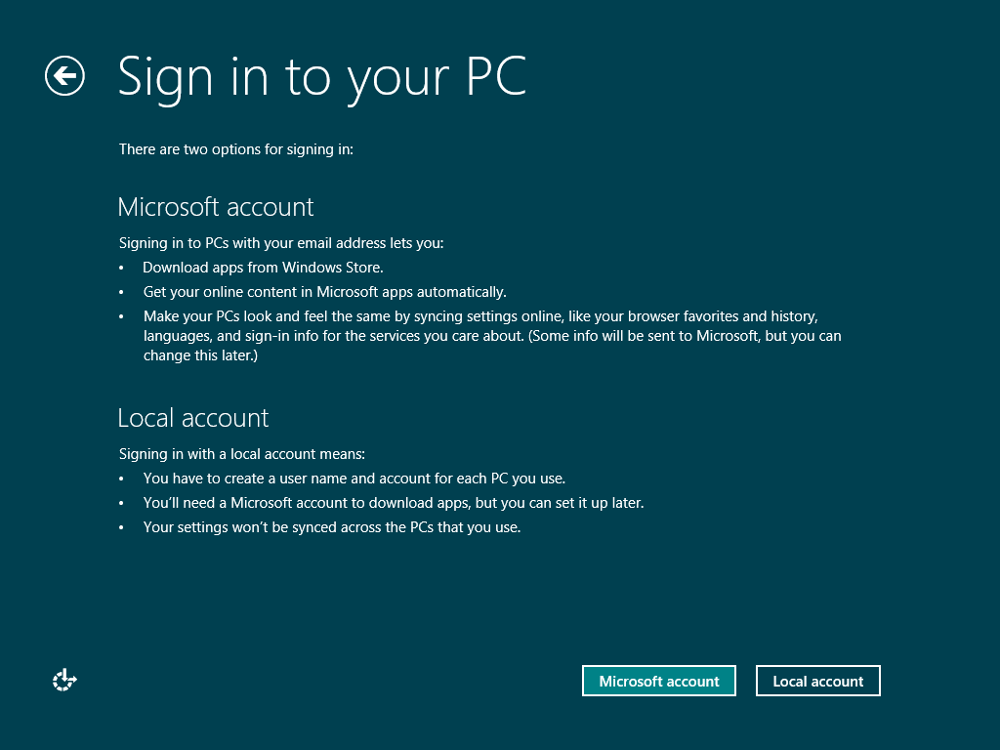 Sign in to your PC
There are two options for signing in:
Microsoft account
Signing in to PCs with your email address lets you:
• Download apps from Windows Store.
• Get your online content in Microsoft apps automatically.
• Make your PCs look and feel the same by syncing settings online, like your browser favorites and history,
languages, and sign-in info for the services you care about. (Some info will be sent to Microsoft, but you can
change this later.)
Local account
Signing in with a local account means:
• You have to create a user name and account for each PC you use.
• You'll need a Microsoft account to download apps, but you can set it up later.
• Your settings won't be synced across the PCs that you use.
Microsoft account
Local account